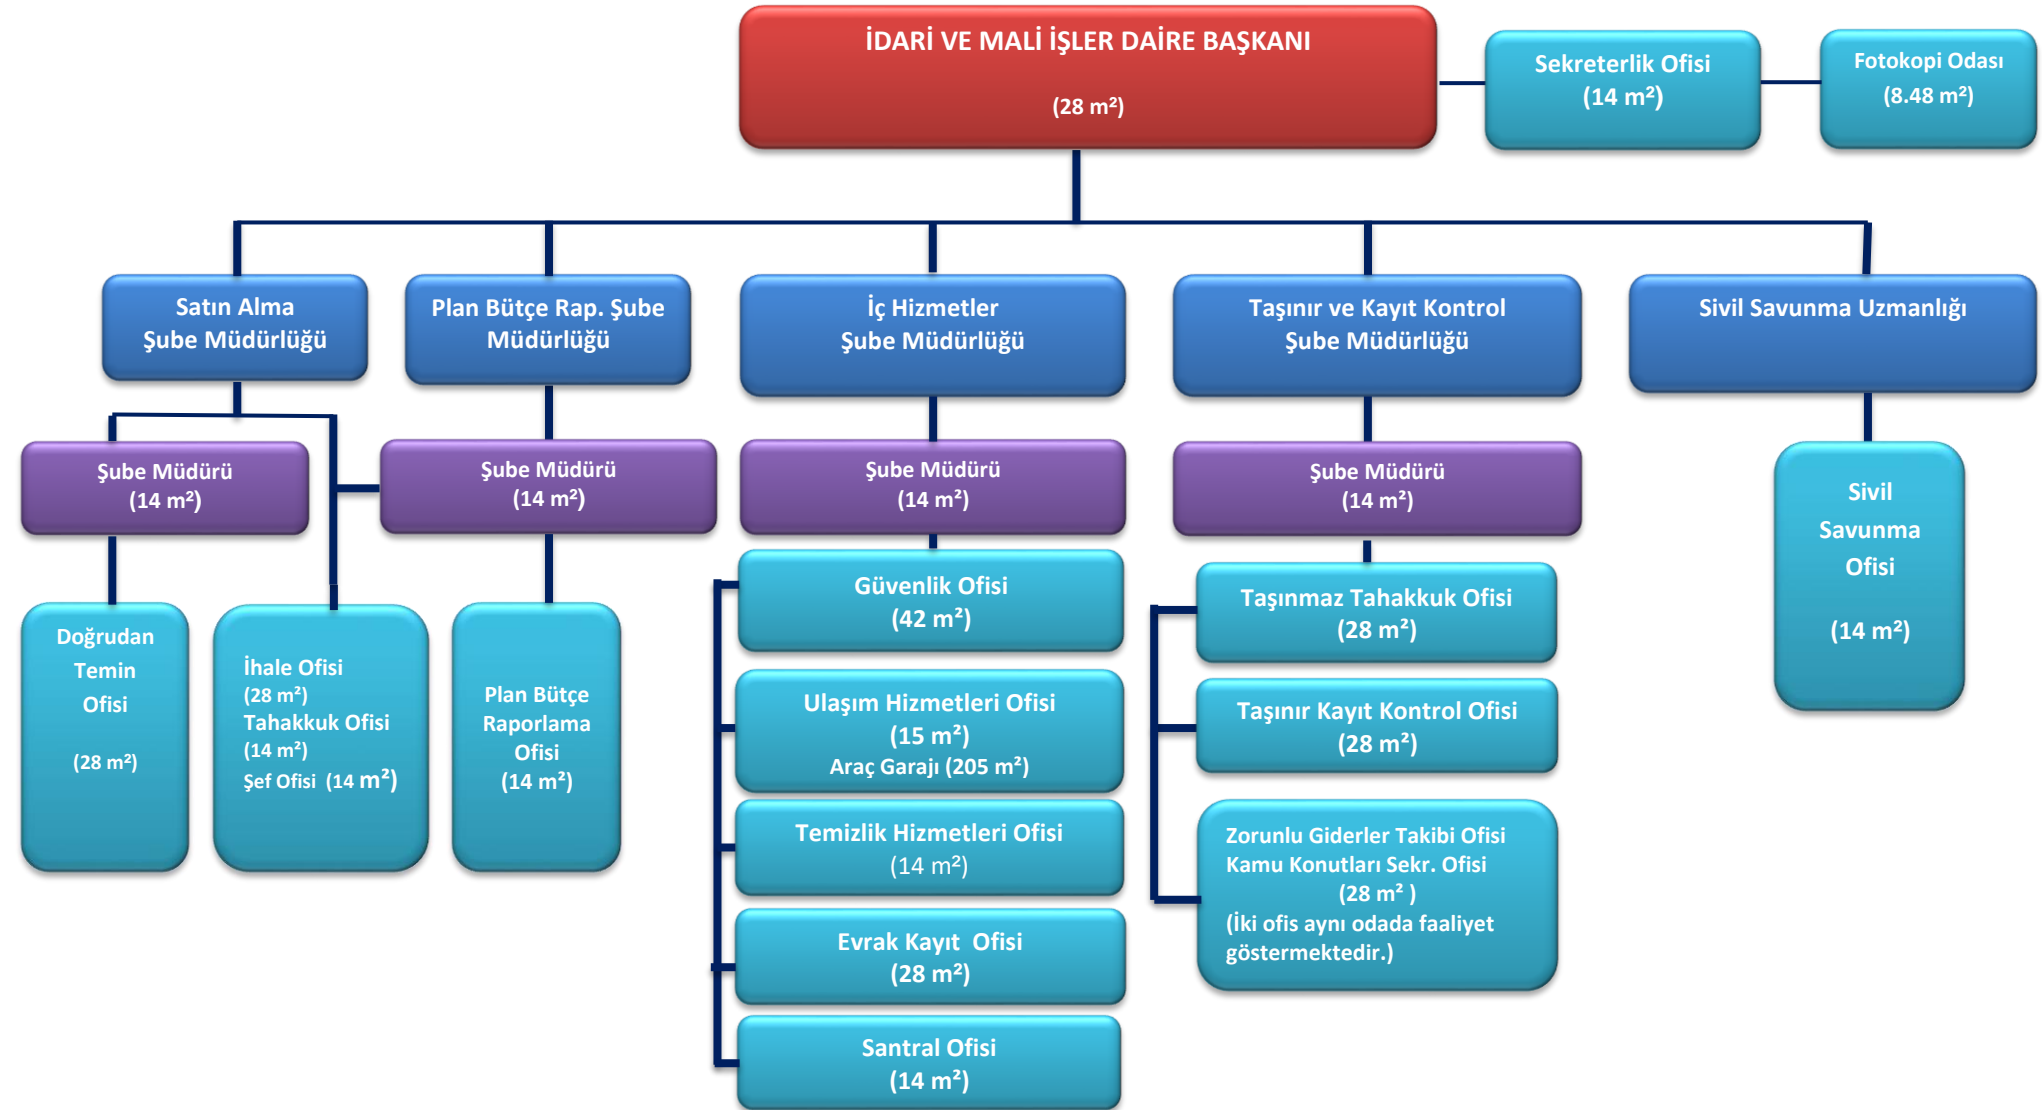 İDARİ VE MALİ İŞLER DAİRE BAŞKANI
(28 m²)
Sekreterlik Ofisi
(14 m²)
Fotokopi Odası
(8.48 m²)
Satın Alma
Şube Müdürlüğü
Plan Bütçe Rap. Şube
Müdürlüğü
İç Hizmetler
Şube Müdürlüğü
Taşınır ve Kayıt Kontrol
Şube Müdürlüğü
Sivil Savunma Uzmanlığı
Şube Müdürü
(14 m²)
Şube Müdürü
(14 m²)
Şube Müdürü
(14 m²)
Şube Müdürü
(14 m²)
Doğrudan
Temin
Ofisi
(28 m²)
İhale Ofisi
(28 m²)
Tahakkuk Ofisi
(14 m²)
Şef Ofisi (14 m²)
Plan Bütçe
Raporlama
Ofisi
(14 m²)
Güvenlik Ofisi
(42 m²)
Ulaşım Hizmetleri Ofisi
(15 m²)
Araç Garajı (205 m²)
Temizlik Hizmetleri Ofisi
(14 m²)
Evrak Kayıt Ofisi
(28 m²)
Santral Ofisi
(14 m²)
Taşınmaz Tahakkuk Ofisi
(28 m²)
Taşınır Kayıt Kontrol Ofisi
(28 m²)
Zorunlu Giderler Takibi Ofisi
Kamu Konutları Sekr. Ofisi
(28 m² )
(İki ofis aynı odada faaliyet
göstermektedir.)
Sivil
Savunma
Ofisi
(14 m²)